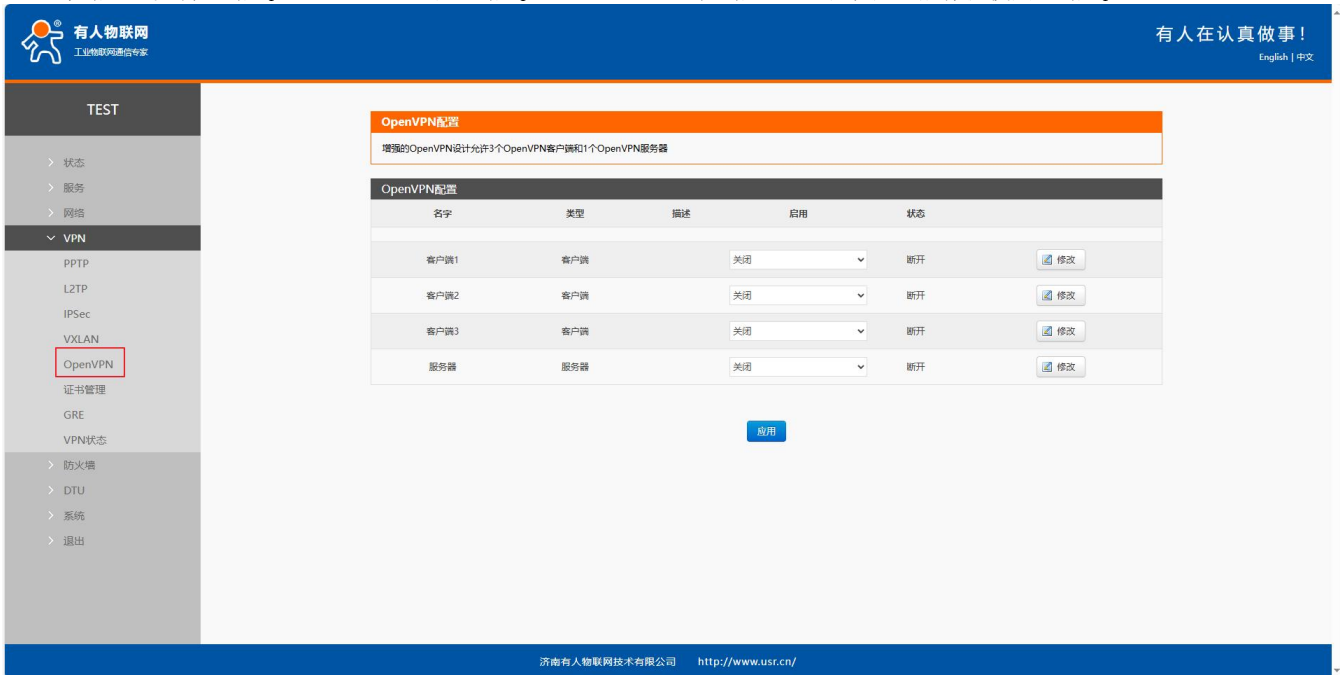 有人物联网
工业物联网通信专家
有人在认真做事!
English | 中文
TEST
状态
服务
网络
VPN
PPTP
L2TP
IPSec
VXLAN
OpenVPN
证书管理
GRE
VPN状态
防火墙
DTU
系统
退出
OpenVPN配置
增强的OpenVPN设计允许3个OpenVPN客户端和1个OpenVPN服务器
OpenVPN配置
名字 类型 描述 启用 状态
客户端1 客户端 关闭 断开 修改
客户端2 客户端 关闭 断开 修改
客户端3 客户端 关闭 断开 修改
服务器 服务器 关闭 断开 修改
应用
济南有人物联网技术有限公司 http://www.usr.cn/